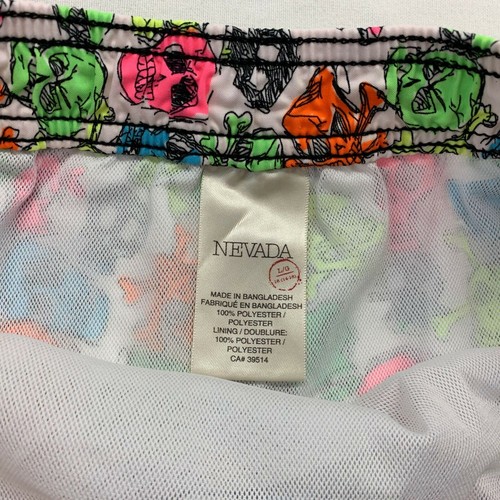 NEVADA
L/G
MADE IN BANGLADESH
FABRIQUÉ EN BANGLADESH
100% POLYESTER /
POLYESTER
LINING / DOUBLURE:
100% POLYESTER /
POLYESTER
CA# 39514